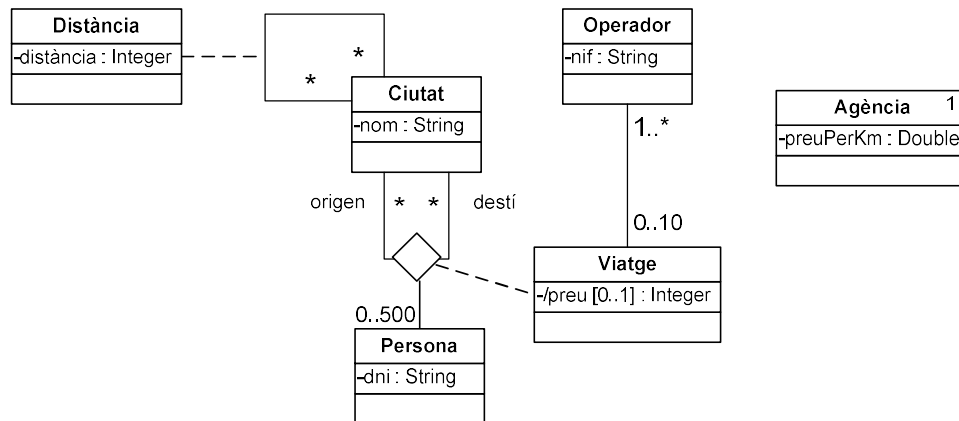 Distància
-distància : Integer
*
*
Ciutat
-nom : String
origen
*
*
destí
0..500
Persona
-dni : String
Operador
-nif : String
1..*
0..10
Viatge
-/preu [0..1] : Integer
Agència 1
-preuPerKm : Double